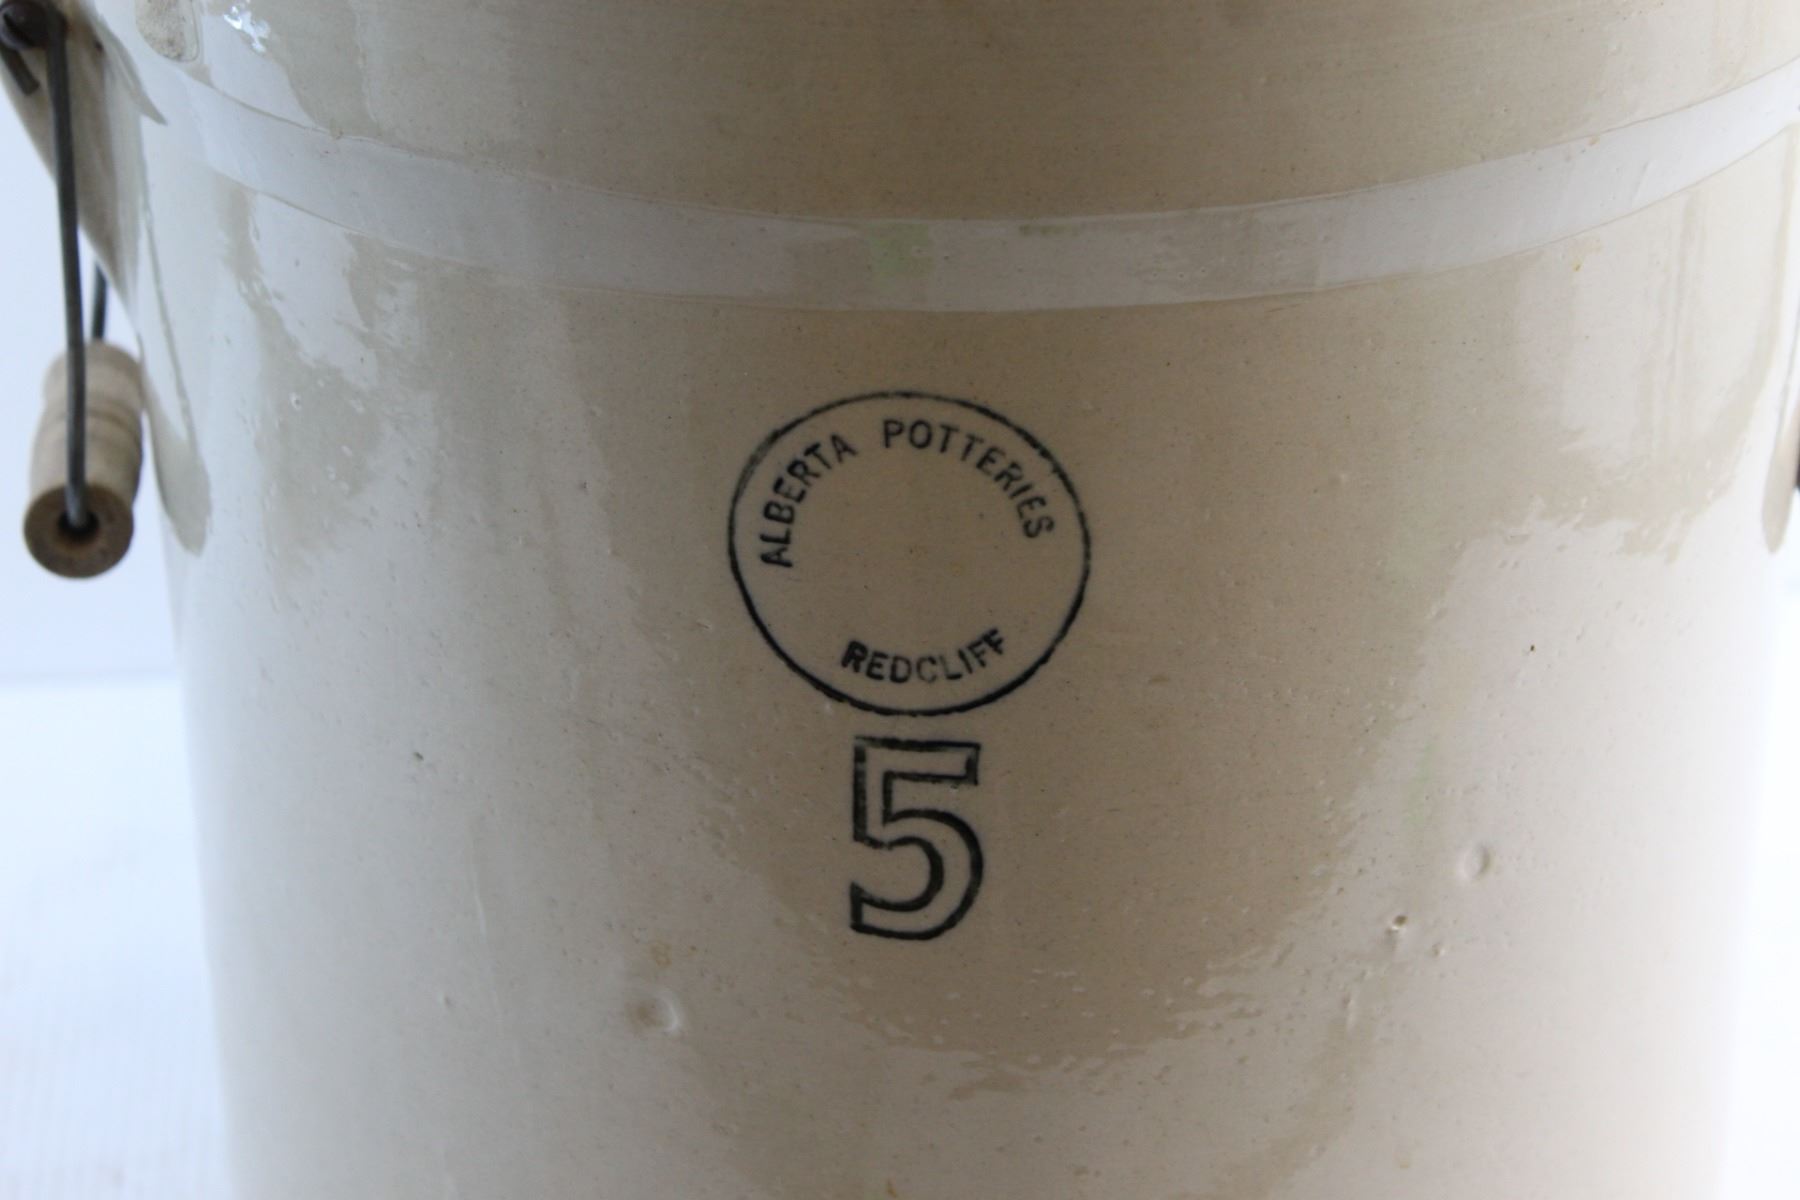 ALBERTA POTTERIES
REDCLIFF
5